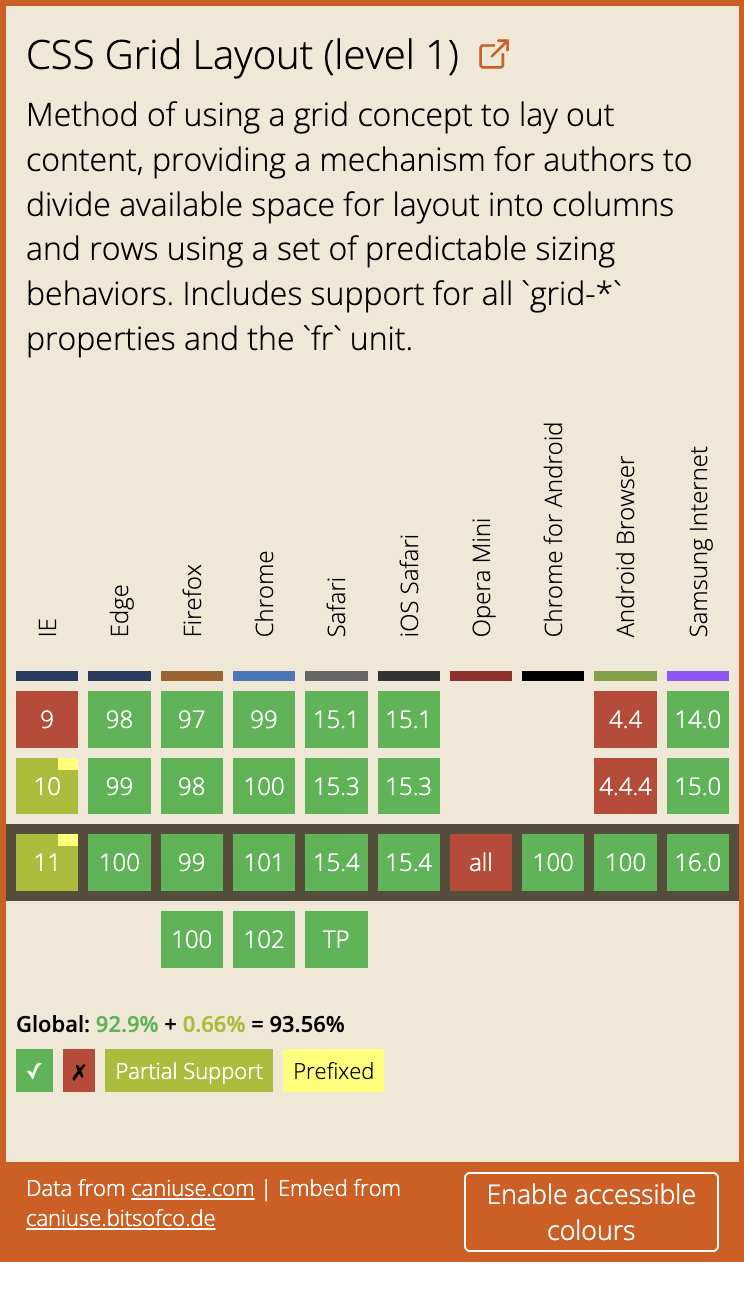 CSS Grid Layout (level 1)
Method of using a grid concept to lay out
content, providing a mechanism for authors to
divide available space for layout into columns
and rows using a set of predictable sizing
behaviors. Includes support for all `grid-*`
properties and the `fr` unit.
IE Edge Firefox Chrome Safari iOS Safari Opera Mini Chrome for Android Android Browser Samsung Internet
9 98 97 99 15.1 15.1 4.4 14.0
10 99 98 100 15.3 15.3 4.4.4 15.0
11 100 99 101 15.4 15.4 all 100 100 16.0
100 102 TP
Global: 92.9% + 0.66% = 93.56%
✓ ✗ Partial Support Prefixed
Data from caniuse.com | Embed from
caniuse.bitsofco.de
Enable accessible
colours